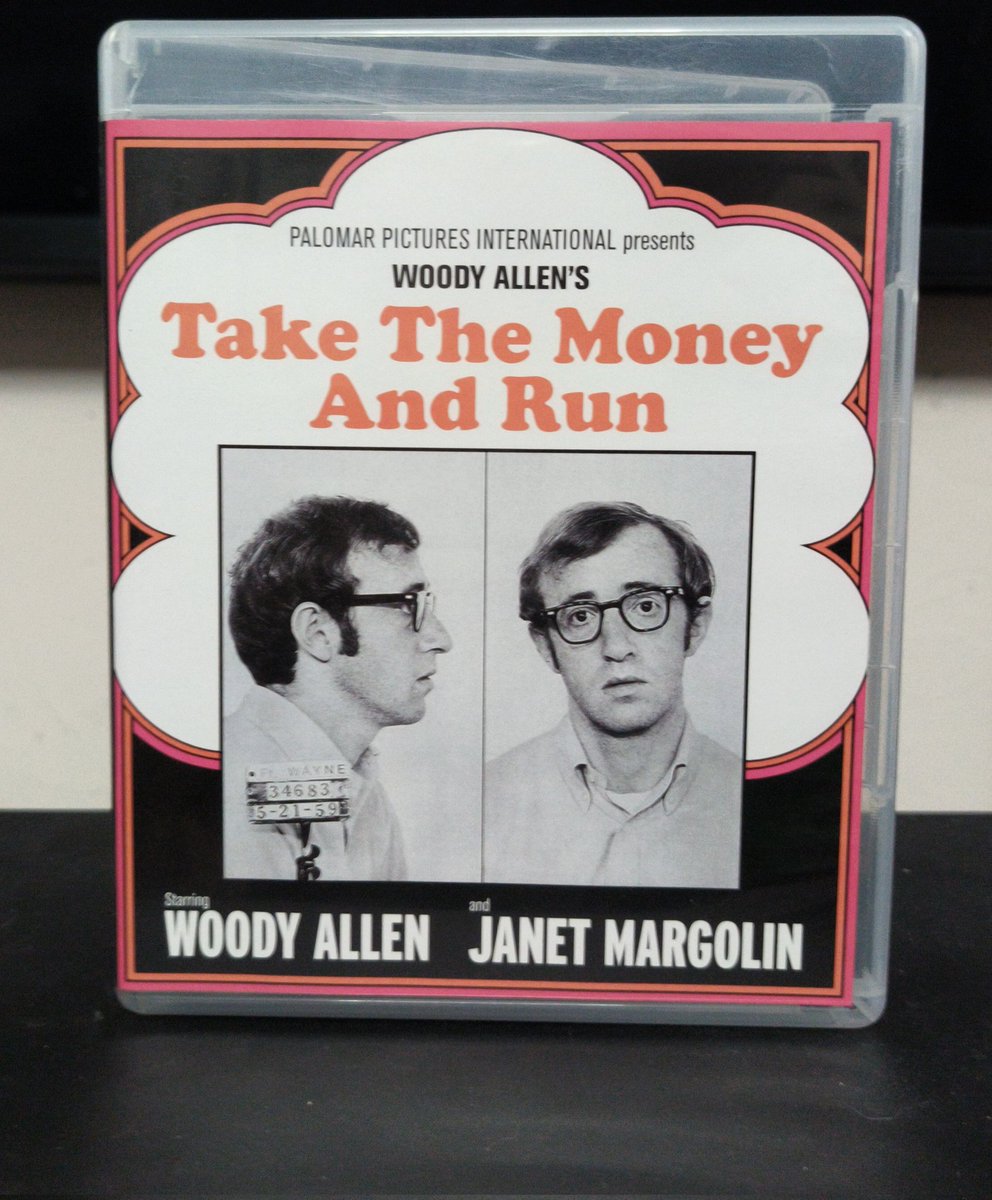 PALOMAR PICTURES INTERNATIONAL presents
WOODY ALLEN'S
Take The Money
And Run
WAYNE
34683
5-21-59
Starring
WOODY ALLEN
and
JANET MARGOLIN